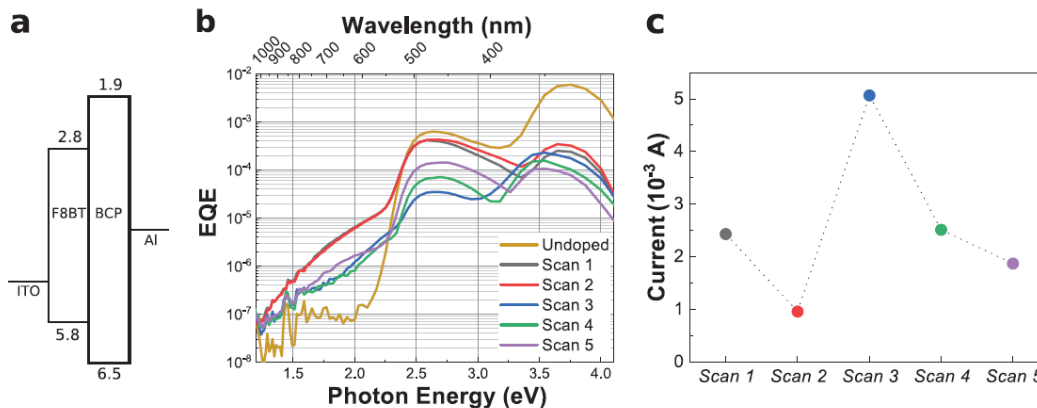 a
1.9
2.8
F8BT
BCP
Al
ITO
5.8
6.5
b
Wavelength (nm)
1000 900 800 700 600 500 400
EQE
10⁻²
10⁻³
10⁻⁴
10⁻⁵
10⁻⁶
10⁻⁷
10⁻⁸
Undoped
Scan 1
Scan 2
Scan 3
Scan 4
Scan 5
1.5 2.0 2.5 3.0 3.5 4.0
Photon Energy (eV)
c
Current (10⁻³ A)
5
4
3
2
1
0
Scan 1 Scan 2 Scan 3 Scan 4 Scan 5